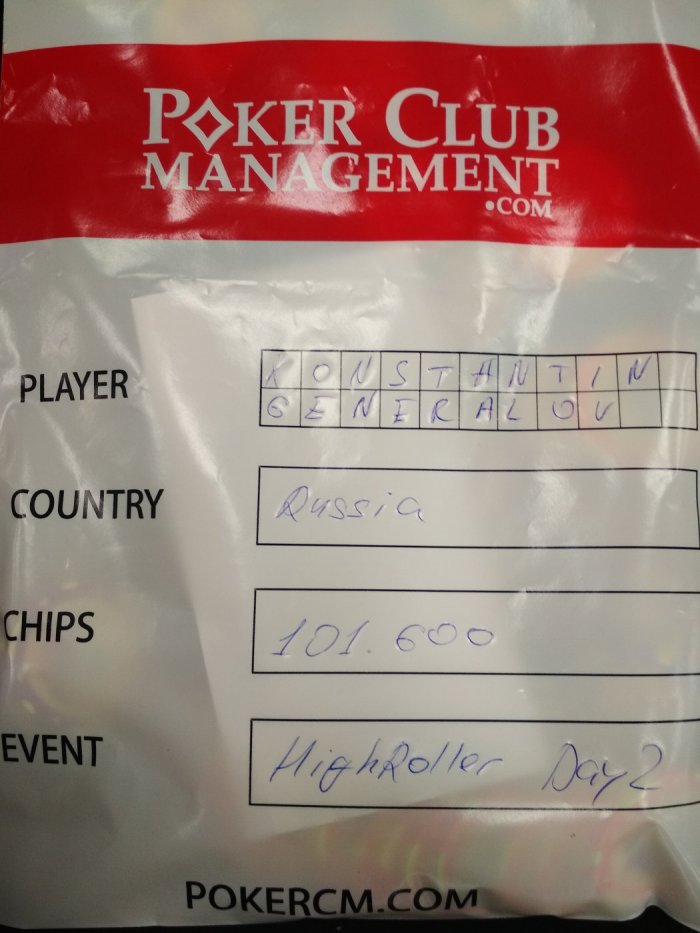 POKER CLUB
MANAGEMENT
.COM
PLAYER KONSTANTIN
GENERALOV
COUNTRY Russia
CHIPS 101.600
EVENT HighRoller Day2
POKERCM.COM